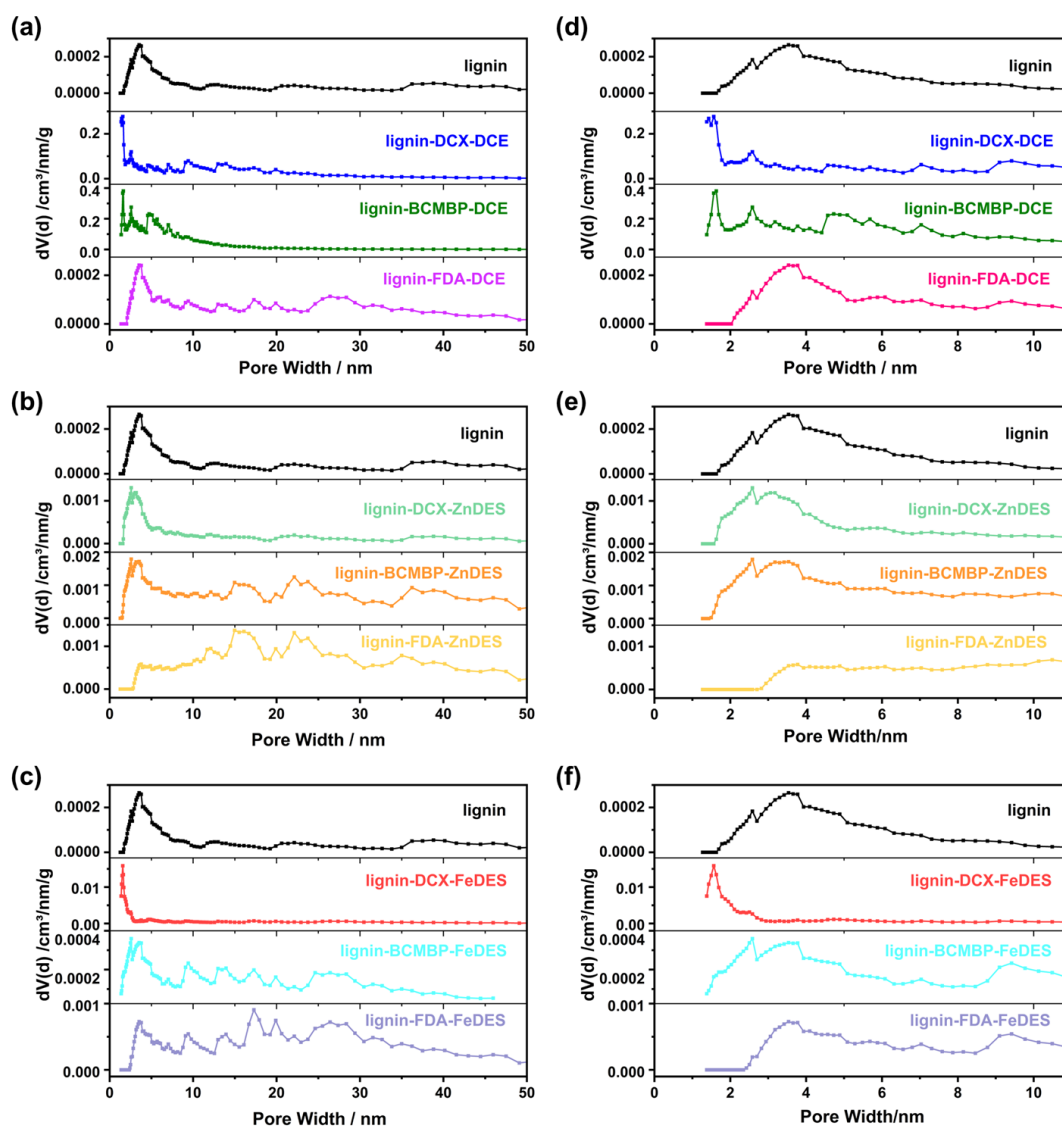 (a)
0.0002
0.0000
lignin
0.2
0.0
lignin-DCX-DCE
0.4
0.2
0.0
lignin-BCMBP-DCE
0.0002
0.0000
lignin-FDA-DCE
dV(d) /cm³/nm/g
0 10 20 30 40 50
Pore Width / nm
(d)
0.0002
0.0000
lignin
0.2
0.0
lignin-DCX-DCE
0.4
0.2
0.0
lignin-BCMBP-DCE
0.0002
0.0000
lignin-FDA-DCE
dV(d) /cm³/nm/g
0 2 4 6 8 10
Pore Width / nm
(b)
0.0002
0.0000
lignin
0.001
0.000
lignin-DCX-ZnDES
0.002
0.001
0.000
lignin-BCMBP-ZnDES
0.001
0.000
lignin-FDA-ZnDES
dV(d) /cm³/nm/g
0 10 20 30 40 50
Pore Width / nm
(e)
0.0002
0.0000
lignin
0.001
0.000
lignin-DCX-ZnDES
0.002
0.001
0.000
lignin-BCMBP-ZnDES
0.001
0.000
lignin-FDA-ZnDES
dV(d) /cm³/nm/g
0 2 4 6 8 10
Pore Width/nm
(c)
0.0002
0.0000
lignin
0.01
0.00
lignin-DCX-FeDES
0.0004
0.0002
lignin-BCMBP-FeDES
0.001
0.000
lignin-FDA-FeDES
dV(d) /cm³/nm/g
0 10 20 30 40 50
Pore Width / nm
(f)
0.0002
0.0000
lignin
0.01
0.00
lignin-DCX-FeDES
0.0004
0.0002
lignin-BCMBP-FeDES
0.001
0.000
lignin-FDA-FeDES
dV(d) /cm³/nm/g
0 2 4 6 8 10
Pore Width/nm